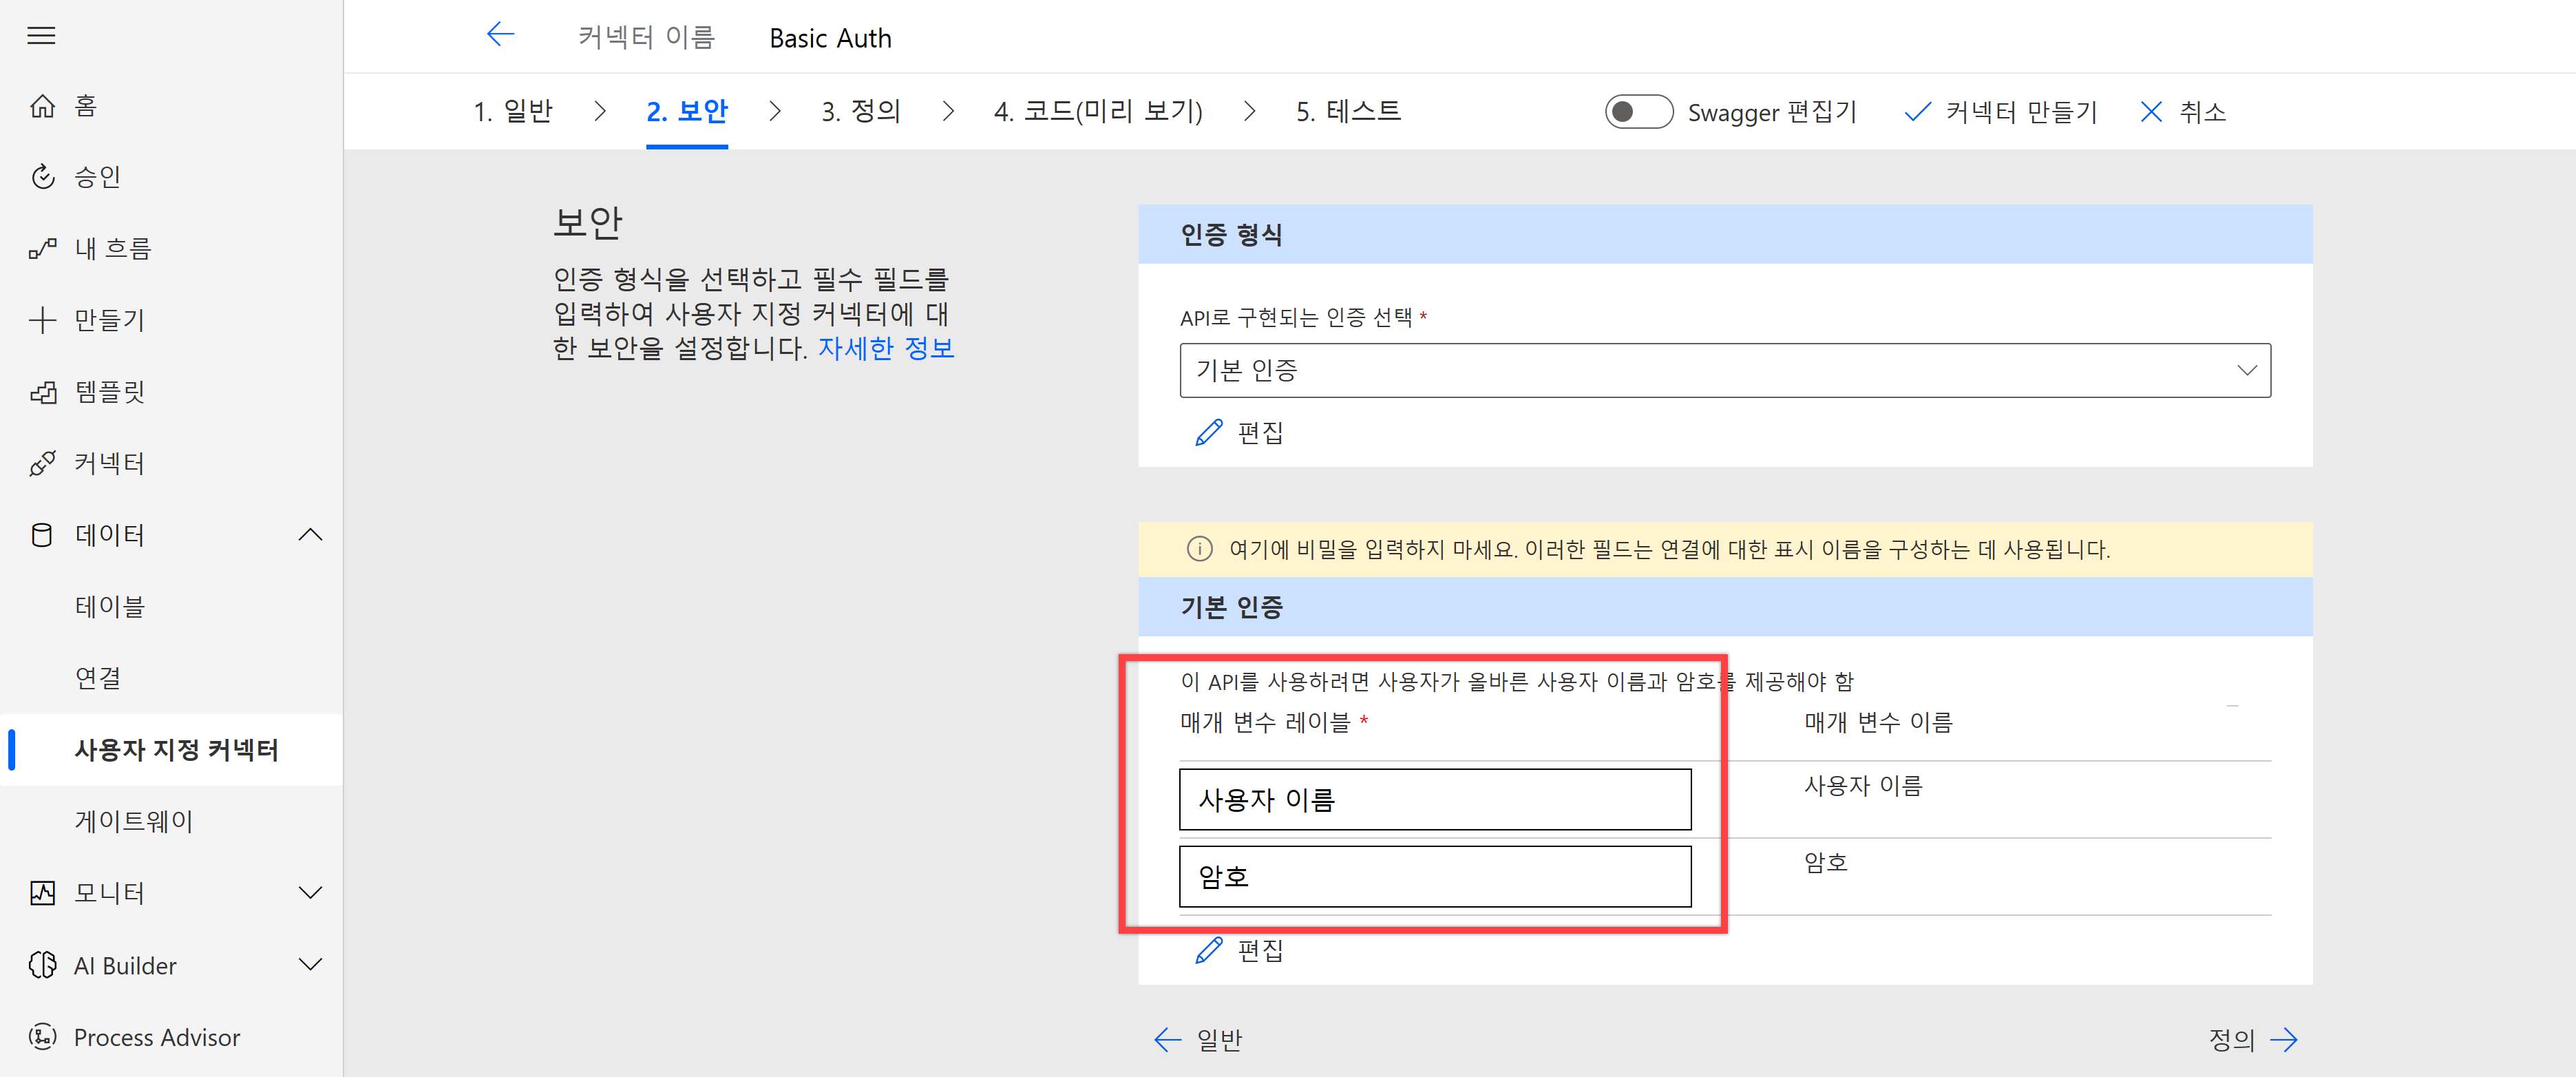 커넥터 이름 Basic Auth
1. 일반 2. 보안 3. 정의 4. 코드(미리 보기) 5. 테스트 Swagger 편집기 커넥터 만들기 취소
홈
승인
내 흐름
만들기
템플릿
커넥터
데이터
테이블
연결
사용자 지정 커넥터
게이트웨이
모니터
AI Builder
Process Advisor
보안
인증 형식을 선택하고 필수 필드를
입력하여 사용자 지정 커넥터에 대
한 보안을 설정합니다. 자세한 정보
인증 형식
API로 구현되는 인증 선택 *
기본 인증
편집
여기에 비밀을 입력하지 마세요. 이러한 필드는 연결에 대한 표시 이름을 구성하는 데 사용됩니다.
기본 인증
이 API를 사용하려면 사용자가 올바른 사용자 이름과 암호를 제공해야 함
매개 변수 레이블 * 매개 변수 이름
사용자 이름 사용자 이름
암호 암호
편집
일반 정의